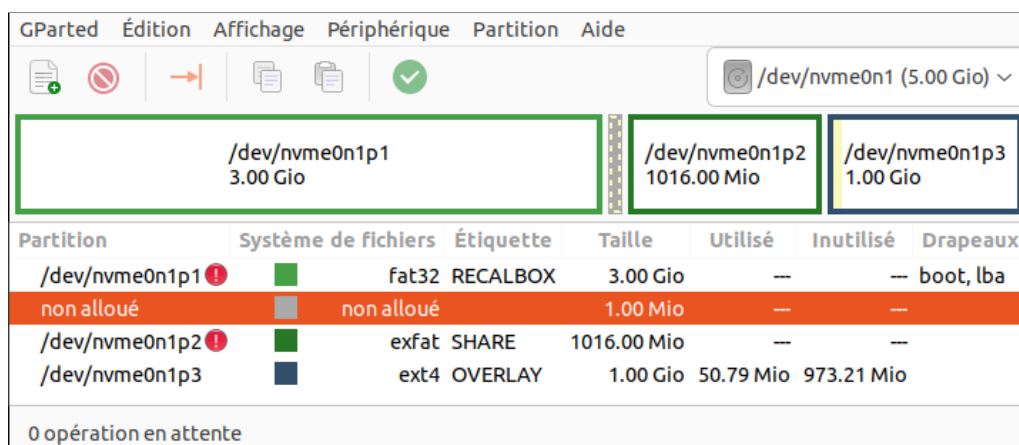 GParted Édition Affichage Périphérique Partition Aide
/dev/nvme0n1 (5.00 Gio)
/dev/nvme0n1p1 /dev/nvme0n1p2 /dev/nvme0n1p3
3.00 Gio 1016.00 Mio 1.00 Gio
Partition Système de fichiers Étiquette Taille Utilisé Inutilisé Drapeaux
/dev/nvme0n1p1 fat32 RECALBOX 3.00 Gio --- --- boot, lba
non alloué non alloué 1.00 Mio --- ---
/dev/nvme0n1p2 exfat SHARE 1016.00 Mio --- ---
/dev/nvme0n1p3 ext4 OVERLAY 1.00 Gio 50.79 Mio 973.21 Mio
0 opération en attente